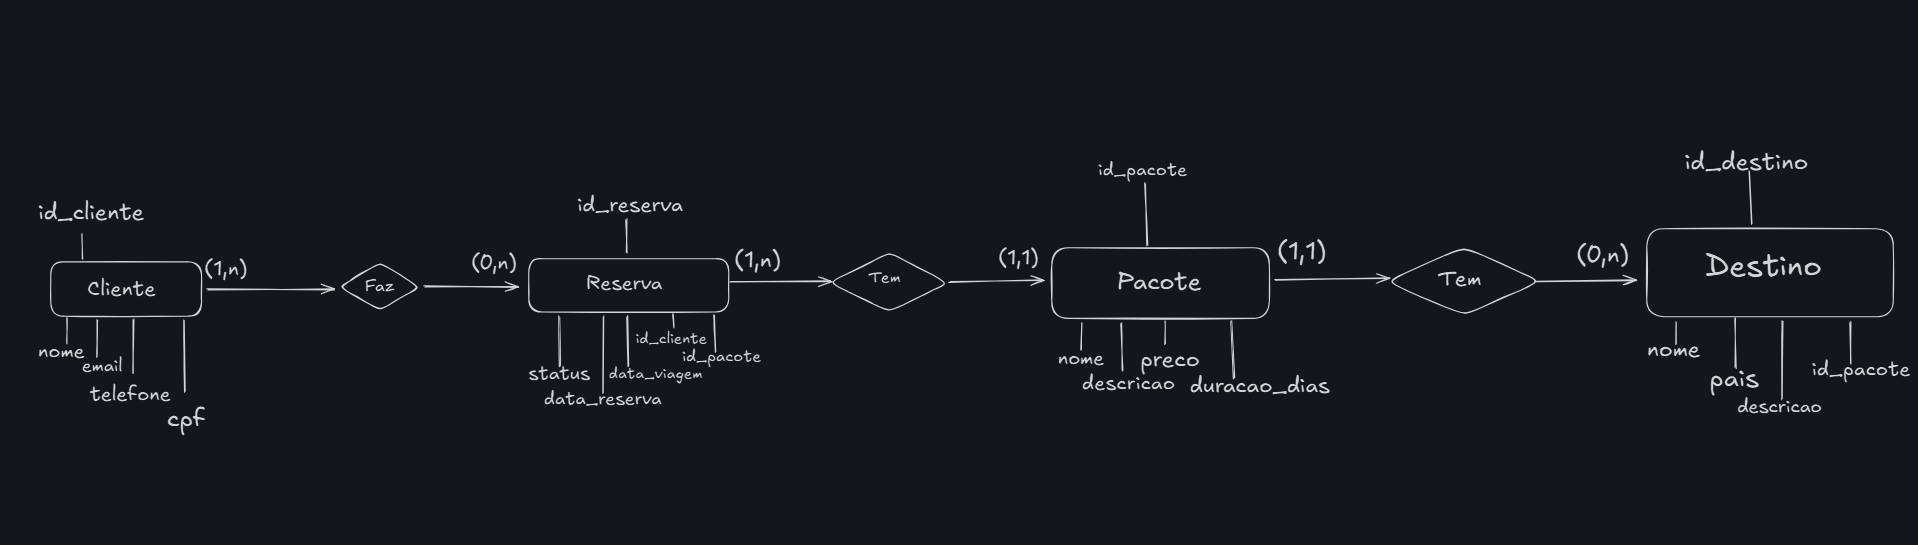 id_cliente
Cliente
nome
email
telefone
cpf
(1,n)
Faz
(0,n)
id_reserva
Reserva
status
data_reserva
data_viagem
id_cliente
id_pacote
(1,n)
Tem
(1,1)
id_pacote
Pacote
nome
descricao
preco
duracao_dias
(1,1)
Tem
(0,n)
id_destino
Destino
nome
pais
descricao
id_pacote